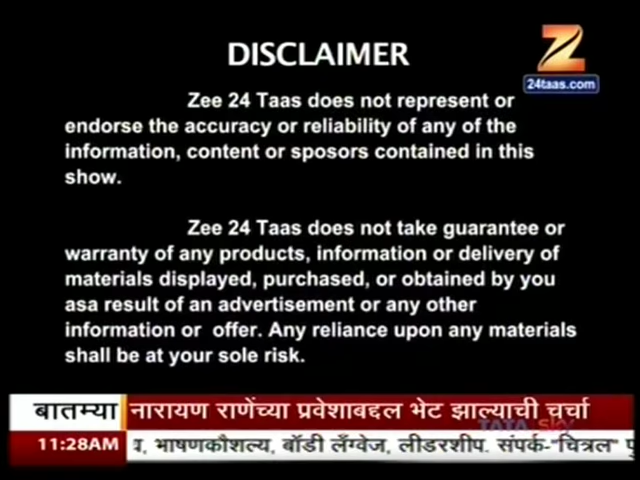 DISCLAIMER
24taas.com
Zee 24 Taas does not represent or
endorse the accuracy or reliability of any of the
information, content or sposors contained in this
show.
Zee 24 Taas does not take guarantee or
warranty of any products, information or delivery of
materials displayed, purchased, or obtained by you
asa result of an advertisement or any other
information or offer. Any reliance upon any materials
shall be at your sole risk.
बातम्या नारायण राणेंच्या प्रवेशाबद्दल भेट झाल्याची चर्चा
TATA sky
11:28AM भाषणकौशल्य, बॉडी लँग्वेज, लीडरशीप. संपर्क-"चित्रल"